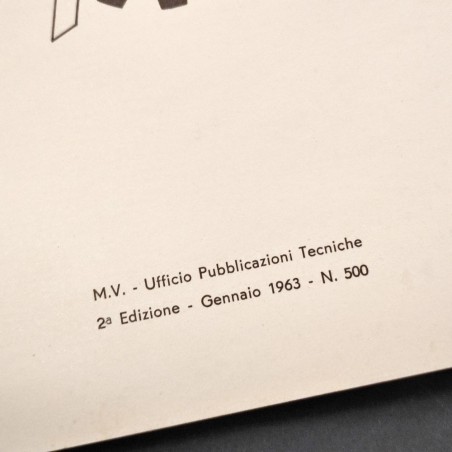 M.V. - Ufficio Pubblicazioni Tecniche
2ª Edizione - Gennaio 1963 - N. 500